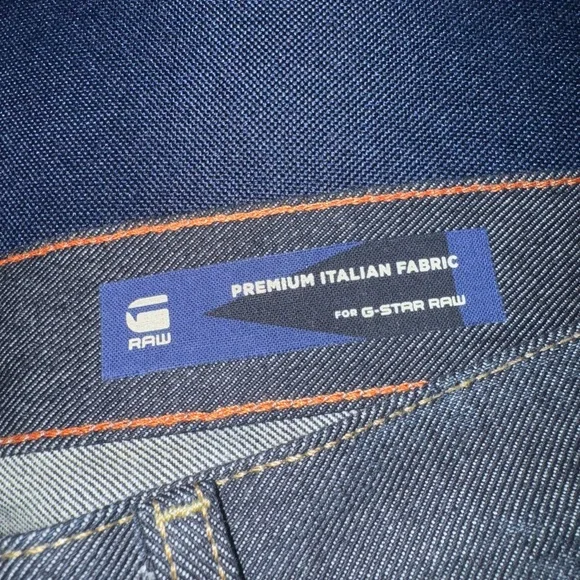 RAW
PREMIUM ITALIAN FABRIC
FOR G-STAR RAW